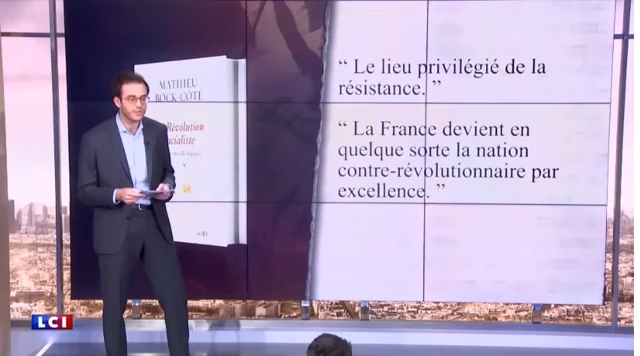 MATHIEU
BOCK-CÔTÉ
Révolution
“ Le lieu privilégié de la
résistance. ”
“ La France devient en
quelque sorte la nation
contre-révolutionnaire par
excellence. ”
LCI